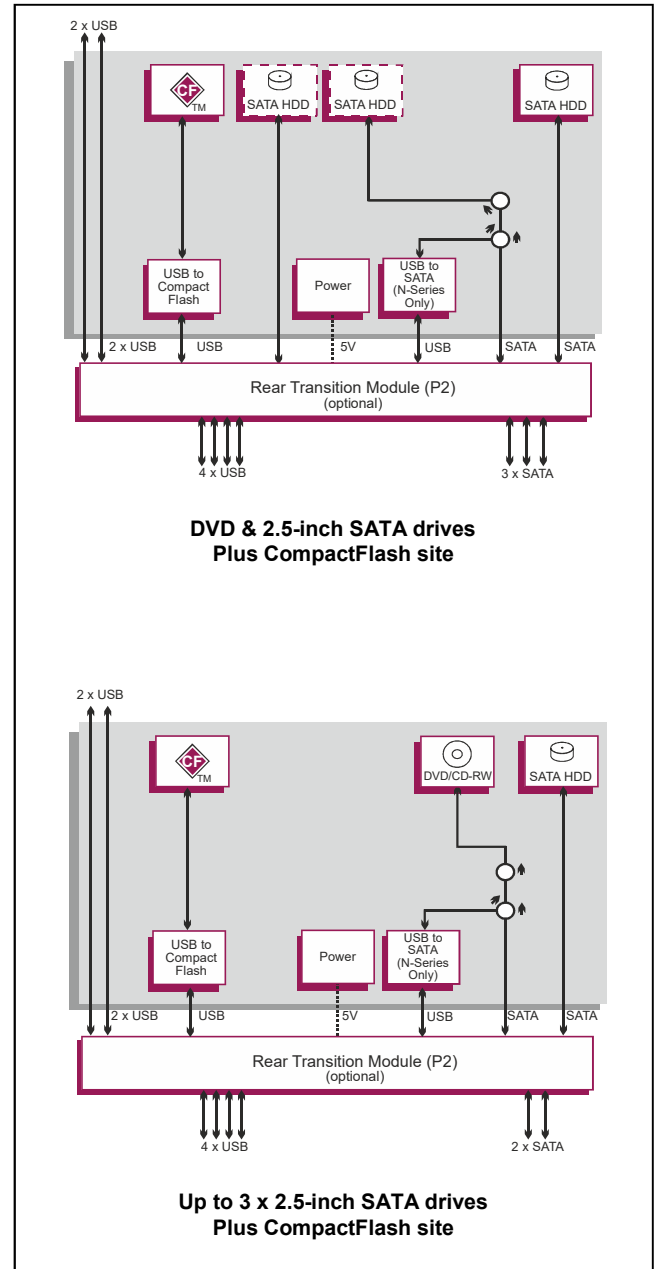 2 x USB
CF
TM
SATA HDD
SATA HDD
SATA HDD
USB to
Compact
Flash
Power
USB to
SATA
(N-Series
Only)
2 x USB
USB
5V
USB
SATA
SATA
Rear Transition Module (P2)
(optional)
4 x USB
3 x SATA
DVD & 2.5-inch SATA drives
Plus CompactFlash site
2 x USB
CF
TM
DVD/CD-RW
SATA HDD
USB to
Compact
Flash
Power
USB to
SATA
(N-Series
Only)
2 x USB
USB
5V
USB
SATA
SATA
Rear Transition Module (P2)
(optional)
4 x USB
2 x SATA
Up to 3 x 2.5-inch SATA drives
Plus CompactFlash site